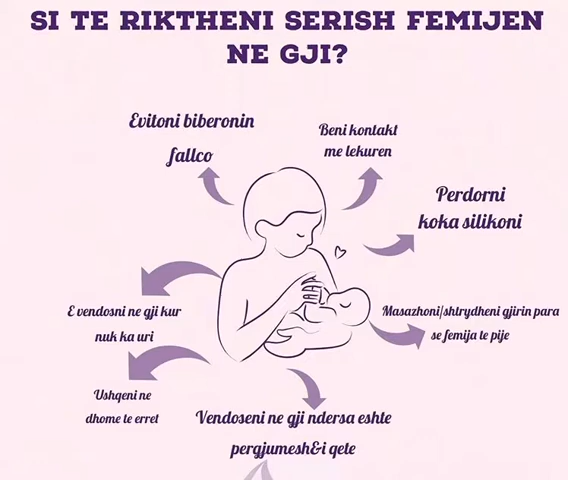 SI TE RIKTHENI SERISH FEMIJEN
NE GJI?
Evitoni biberonin
fallco
Beni kontakt
me lekuren
Perdorni
koka silikoni
E vendosni ne gji kur
nuk ka uri
Masazhoni/shtrydheni gjirin para
se femija te pije
Ushqeni ne
dhome te erret
Vendoseni ne gji ndersa eshte
pergjumesh&i qete